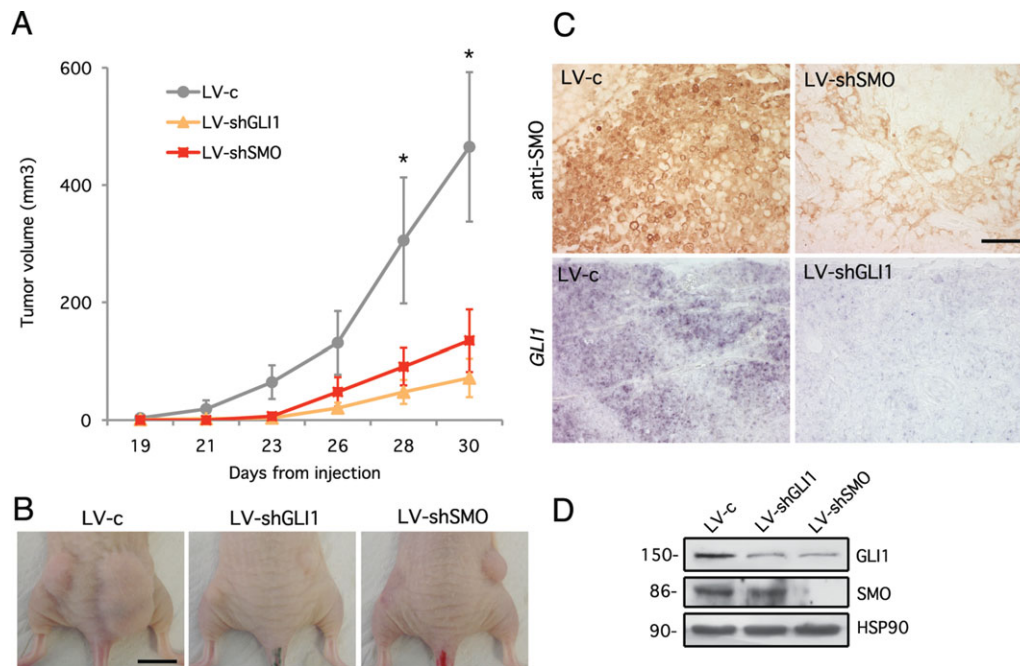 A
600
400
200
0
Tumor volume (mm3)
LV-c
LV-shGLI1
LV-shSMO
*
*
19 21 23 26 28 30
Days from injection
B
LV-c LV-shGLI1 LV-shSMO
C
anti-SMO
LV-c LV-shSMO
GLI1
LV-c LV-shGLI1
D
LV-c LV-shGLI1 LV-shSMO
150- GLI1
86- SMO
90- HSP90